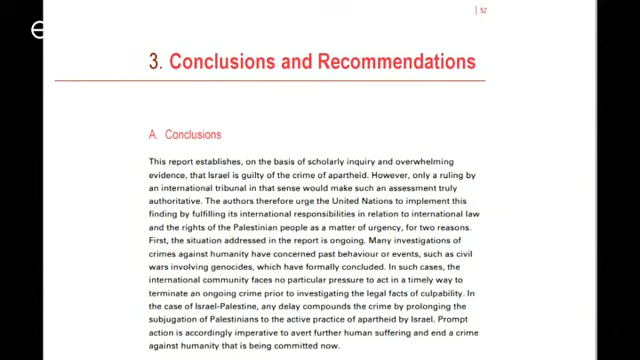 | 52
3. Conclusions and Recommendations
A. Conclusions
This report establishes, on the basis of scholarly inquiry and overwhelming
evidence, that Israel is guilty of the crime of apartheid. However, only a ruling by
an international tribunal in that sense would make such an assessment truly
authoritative. The authors therefore urge the United Nations to implement this
finding by fulfilling its international responsibilities in relation to international law
and the rights of the Palestinian people as a matter of urgency, for two reasons.
First, the situation addressed in the report is ongoing. Many investigations of
crimes against humanity have concerned past behaviour or events, such as civil
wars involving genocides, which have formally concluded. In such cases, the
international community faces no particular pressure to act in a timely way to
terminate an ongoing crime prior to investigating the legal facts of culpability. In
the case of Israel-Palestine, any delay compounds the crime by prolonging the
subjugation of Palestinians to the active practice of apartheid by Israel. Prompt
action is accordingly imperative to avert further human suffering and end a crime
against humanity that is being committed now.